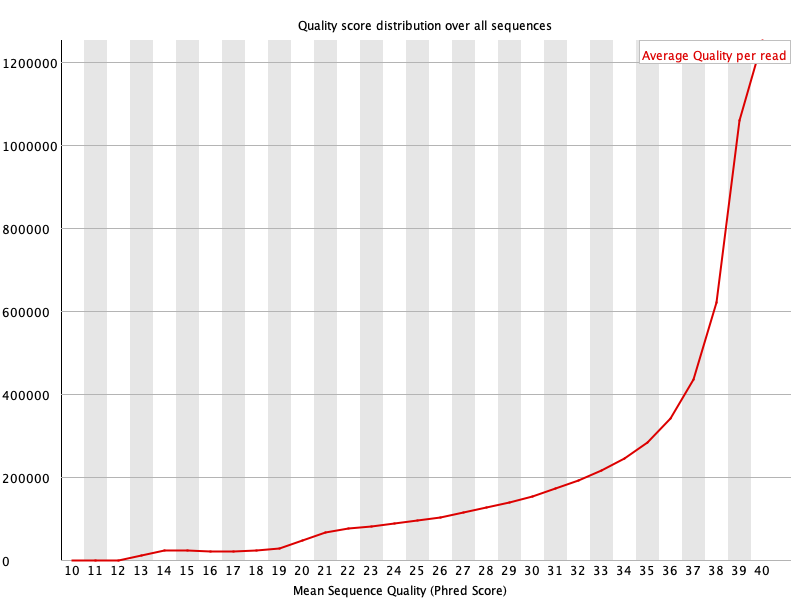 Quality score distribution over all sequences
Average Quality per read
1200000
1000000
800000
600000
400000
200000
0
10 11 12 13 14 15 16 17 18 19 20 21 22 23 24 25 26 27 28 29 30 31 32 33 34 35 36 37 38 39 40
Mean Sequence Quality (Phred Score)